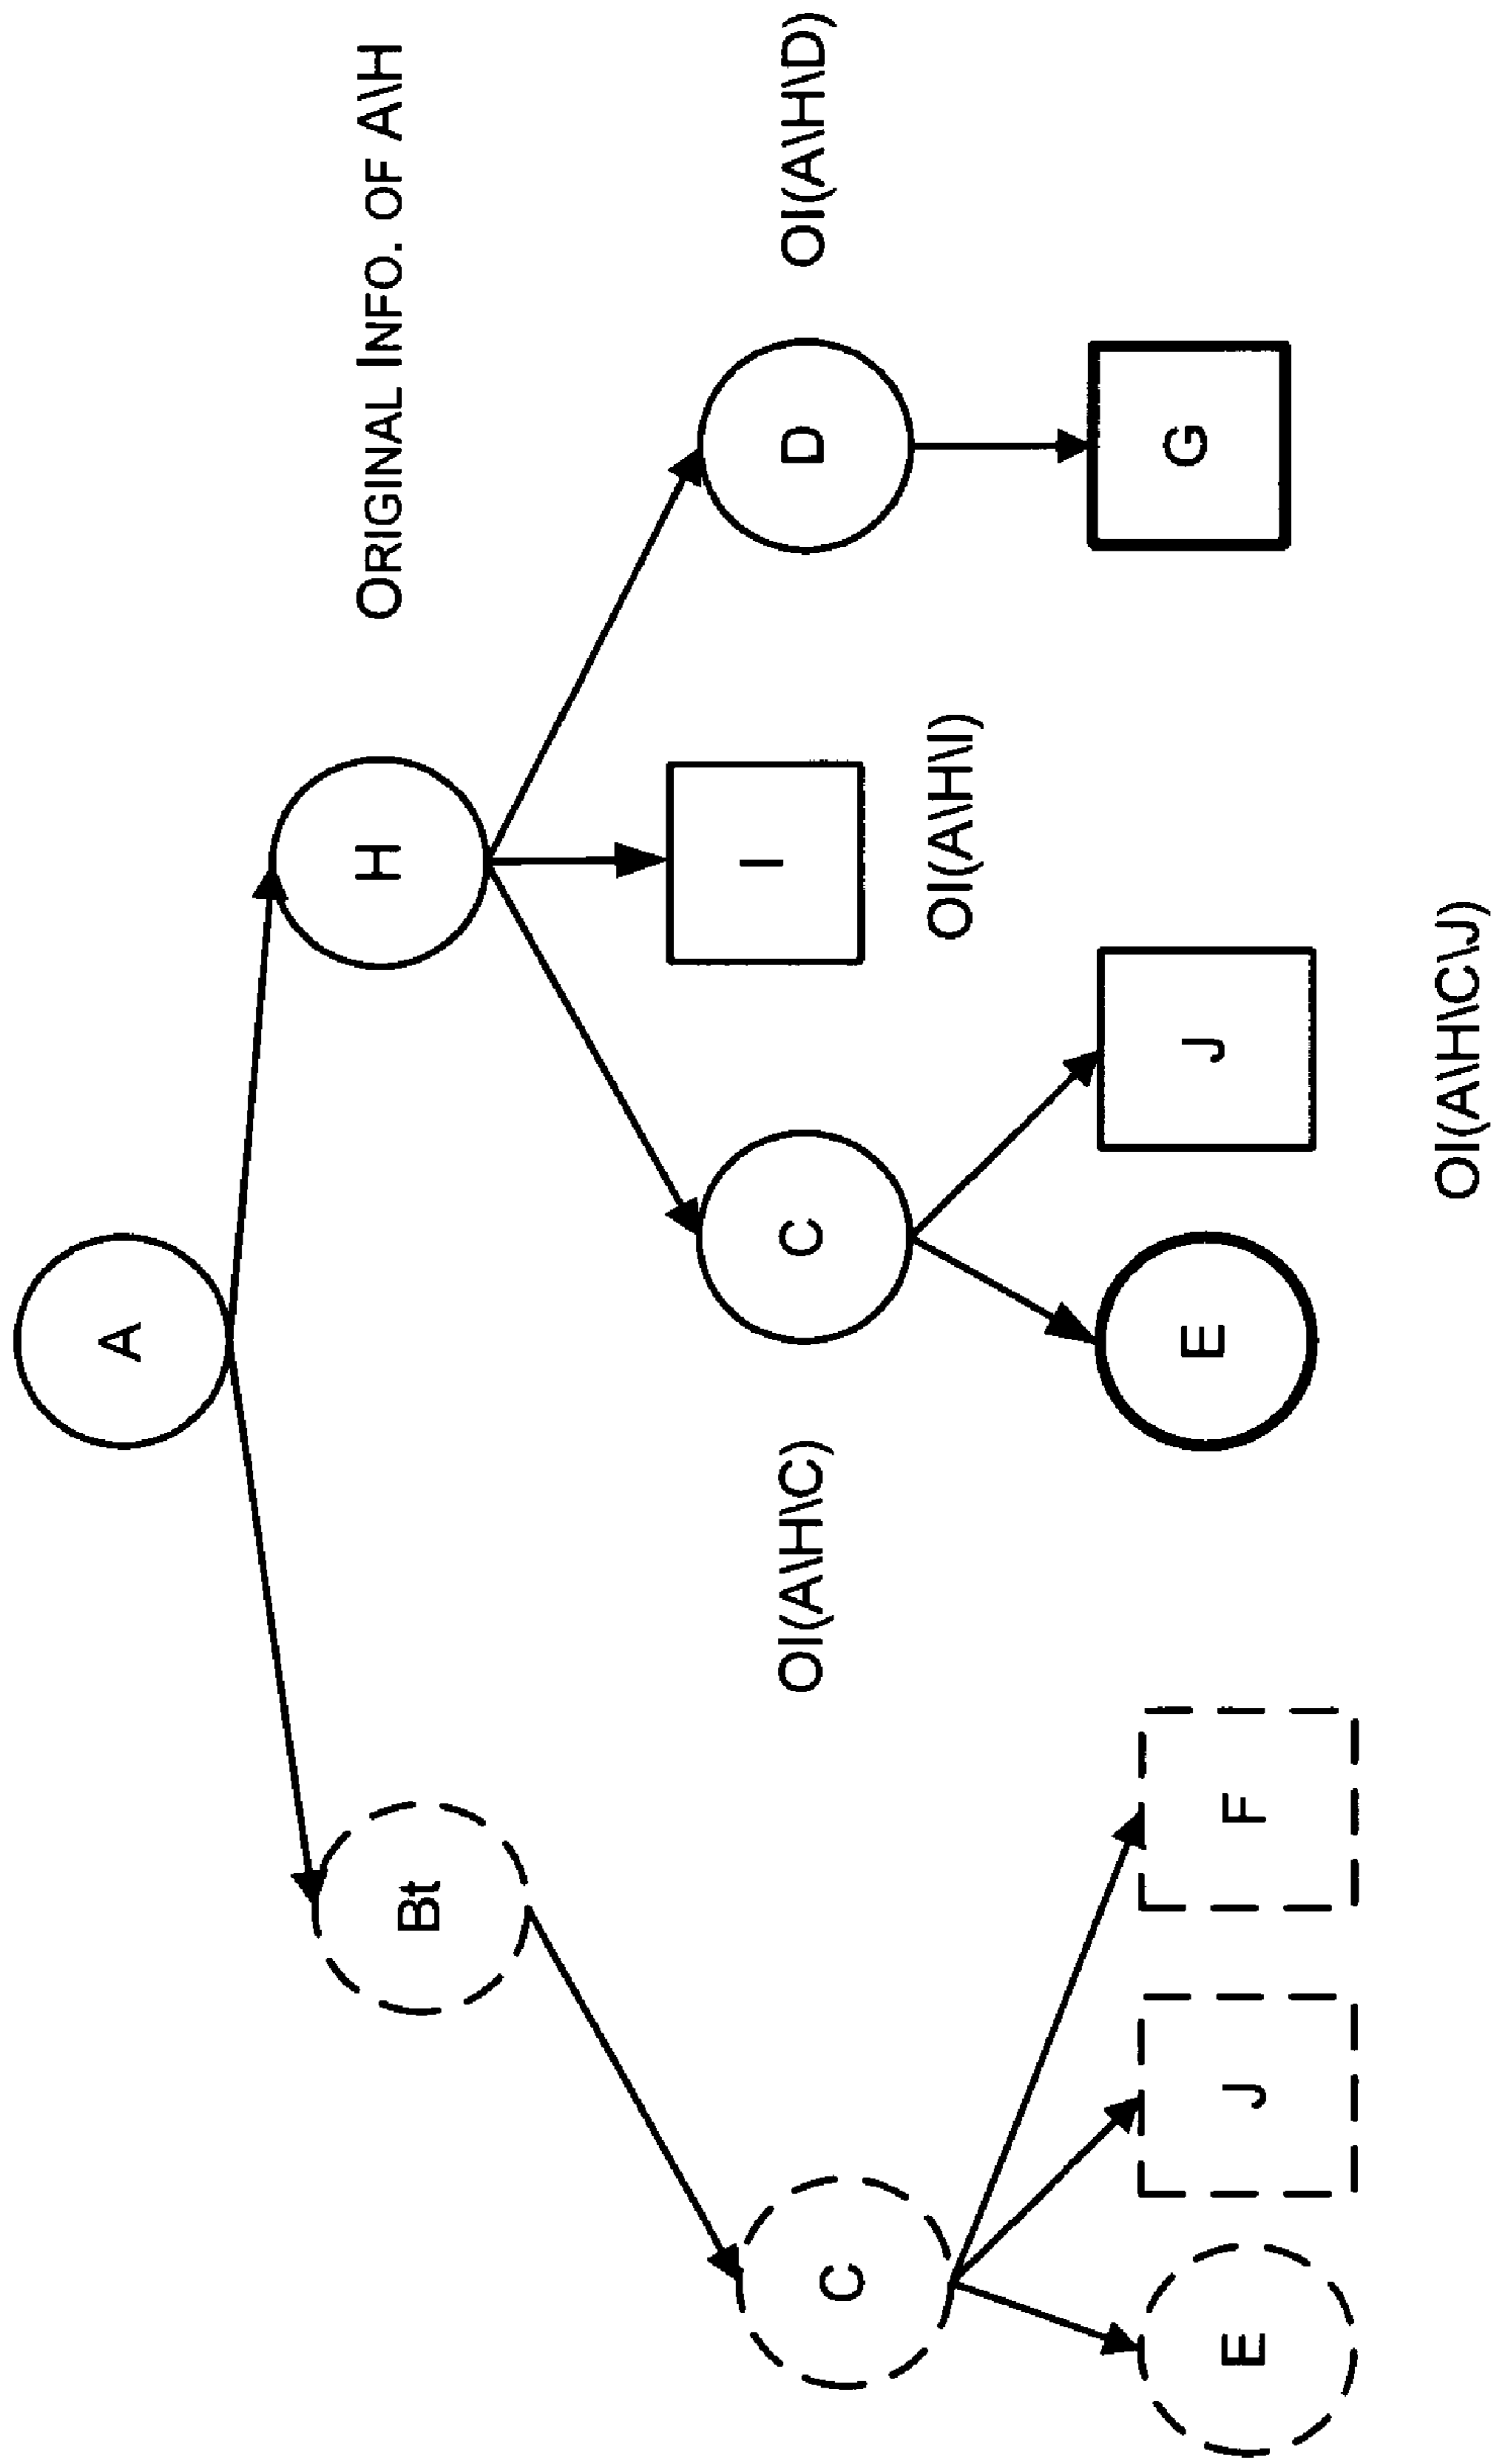 A
H
ORIGINAL INFO. OF A\H
Bt
C
OI(A\H\C)
C
I
OI(A\H\I)
D
OI(A\H\D)
E
J
F
E
J
OI(A\H\C\J)
G